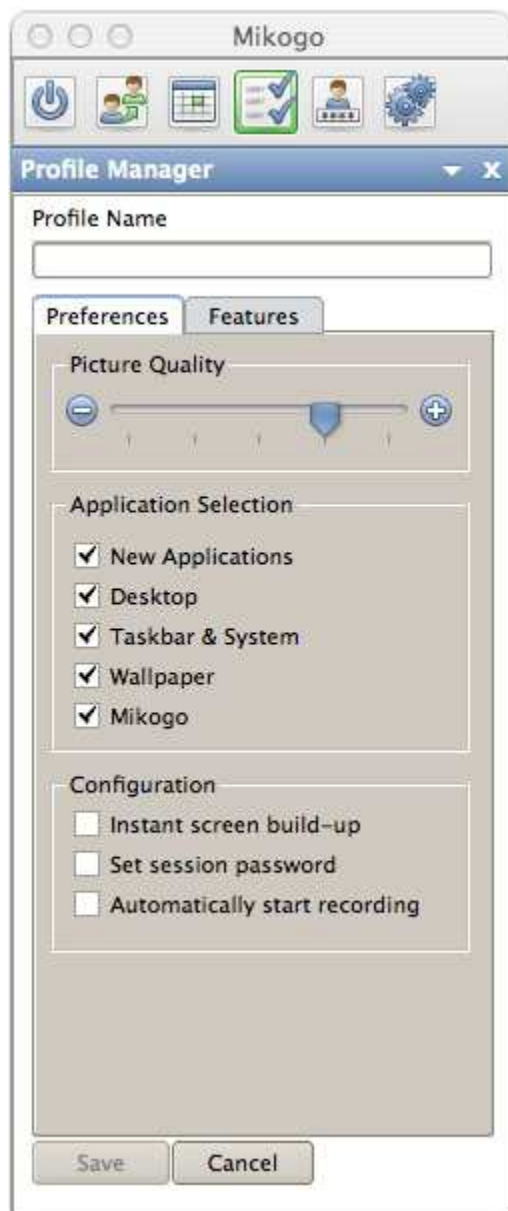 Mikogo
Profile Manager
Profile Name
Preferences Features
Picture Quality
Application Selection
New Applications
Desktop
Taskbar & System
Wallpaper
Mikogo
Configuration
Instant screen build-up
Set session password
Automatically start recording
Save Cancel